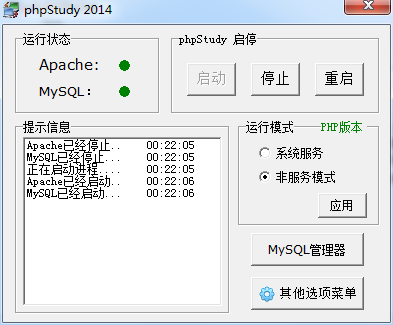 phpStudy 2014
运行状态
Apache:
MySQL:
phpStudy 启停
启动 停止 重启
提示信息
Apache已经停止.. 00:22:05
MySQL已经停止... 00:22:05
正在启动进程.... 00:22:05
Apache已经启动.. 00:22:06
MySQL已经启动... 00:22:06
运行模式 PHP版本
系统服务
非服务模式
应用
MySQL管理器
其他选项菜单